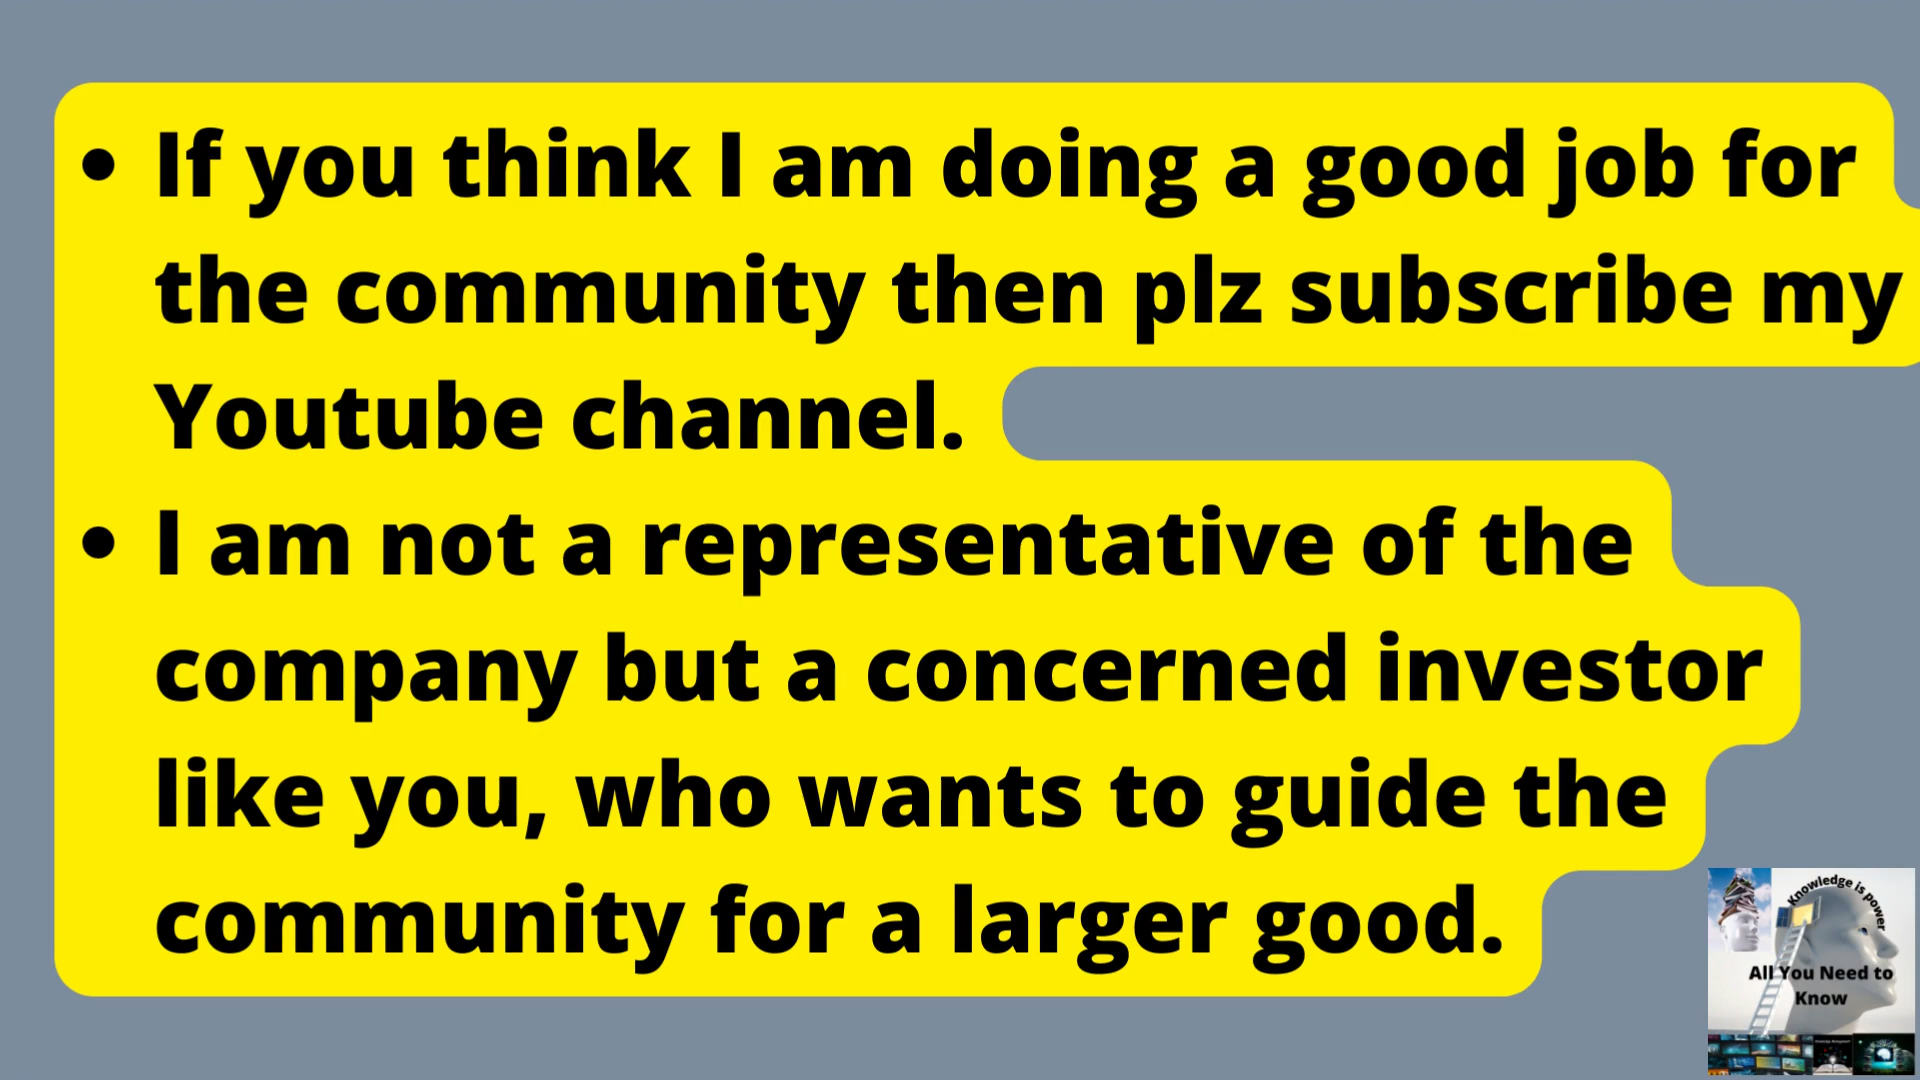 • If you think I am doing a good job for
the community then plz subscribe my
Youtube channel.
• I am not a representative of the
company but a concerned investor
like you, who wants to guide the
community for a larger good.
Knowledge is power
All You Need to
Know